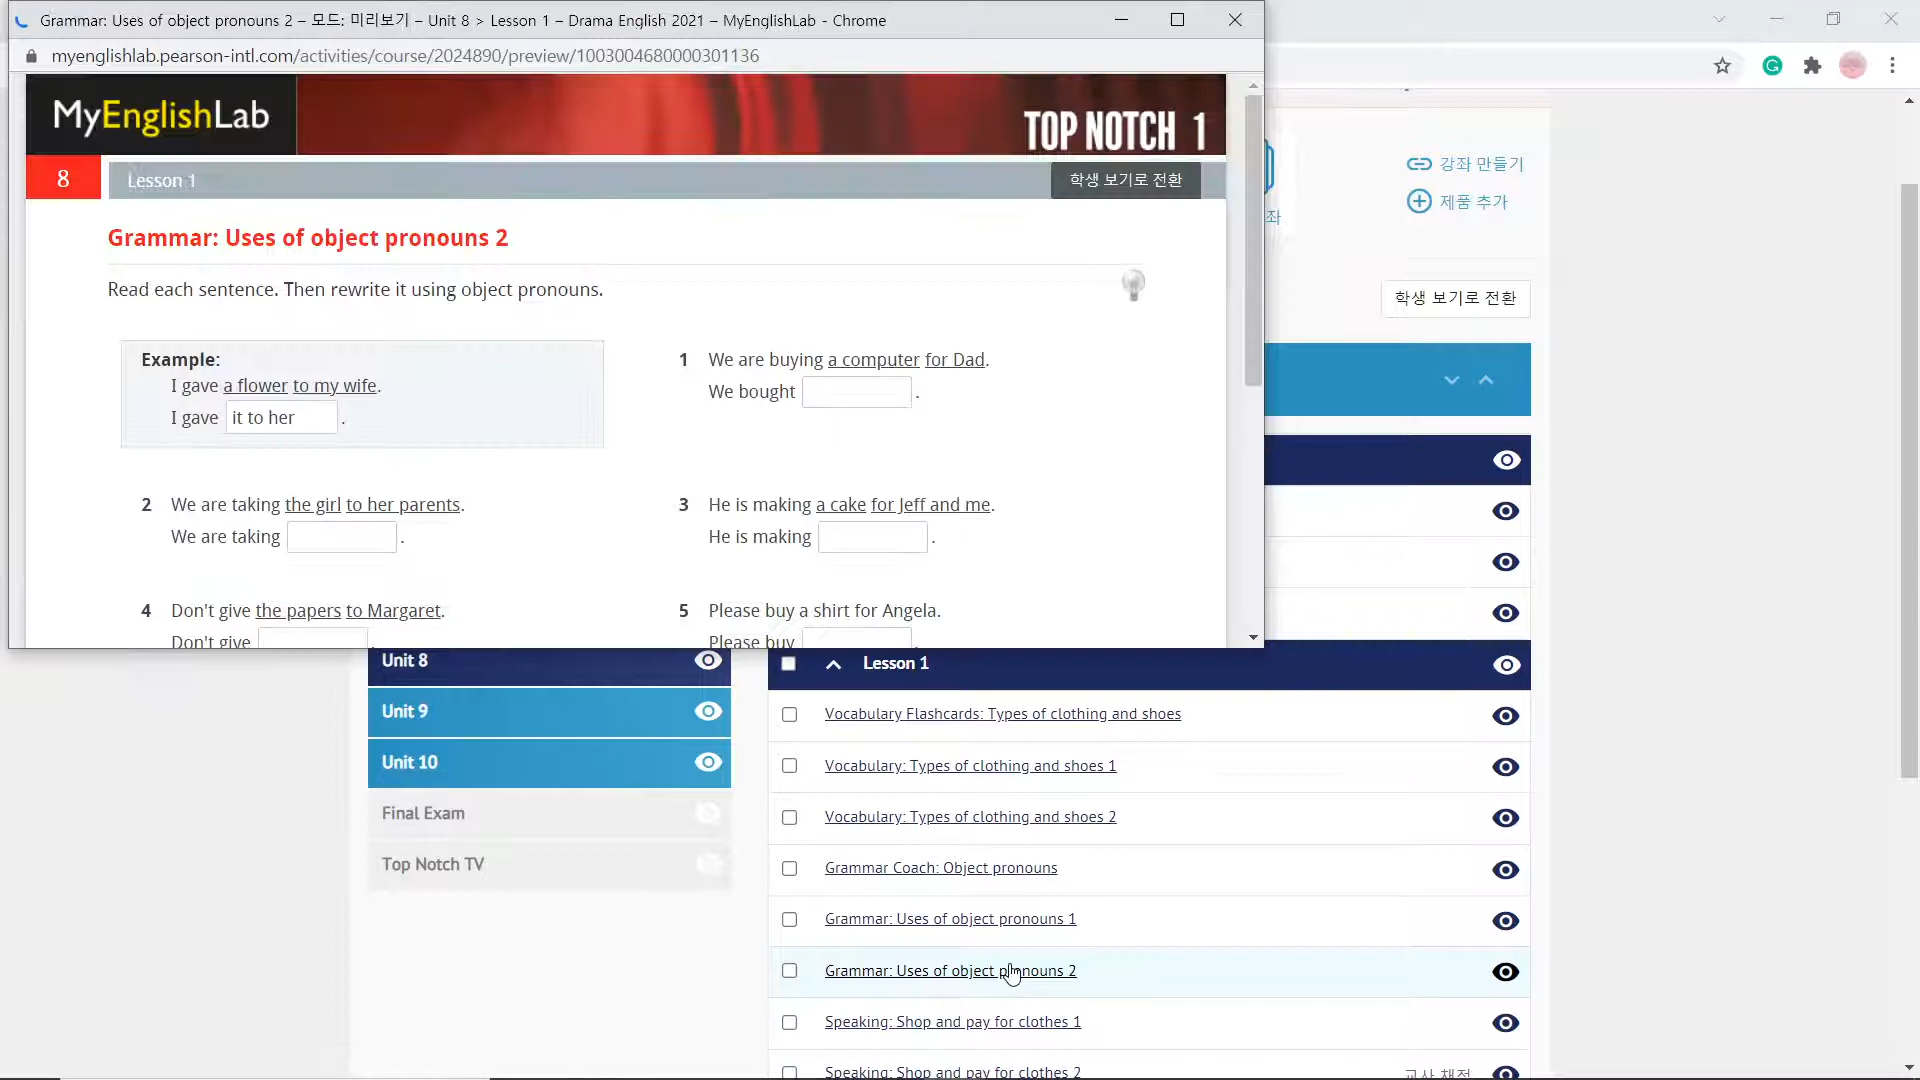 Grammar: Uses of object pronouns 2 – 모드: 미리보기 – Unit 8 > Lesson 1 – Drama English 2021 – MyEnglishLab - Chrome
myenglishlab.pearson-intl.com/activities/course/2024890/preview/1003004680000301136
MyEnglishLab
TOP NOTCH 1
8
Lesson 1
학생 보기로 전환
Grammar: Uses of object pronouns 2
Read each sentence. Then rewrite it using object pronouns.
Example:
I gave a flower to my wife.
I gave it to her .
1 We are buying a computer for Dad.
We bought .
2 We are taking the girl to her parents.
We are taking .
3 He is making a cake for Jeff and me.
He is making .
4 Don't give the papers to Margaret.
Don't give .
5 Please buy a shirt for Angela.
Please buy
좌
강좌 만들기
제품 추가
학생 보기로 전환
Unit 8
Unit 9
Unit 10
Final Exam
Top Notch TV
Lesson 1
Vocabulary Flashcards: Types of clothing and shoes
Vocabulary: Types of clothing and shoes 1
Vocabulary: Types of clothing and shoes 2
Grammar Coach: Object pronouns
Grammar: Uses of object pronouns 1
Grammar: Uses of object pronouns 2
Speaking: Shop and pay for clothes 1
Speaking: Shop and pay for clothes 2
교사 채점